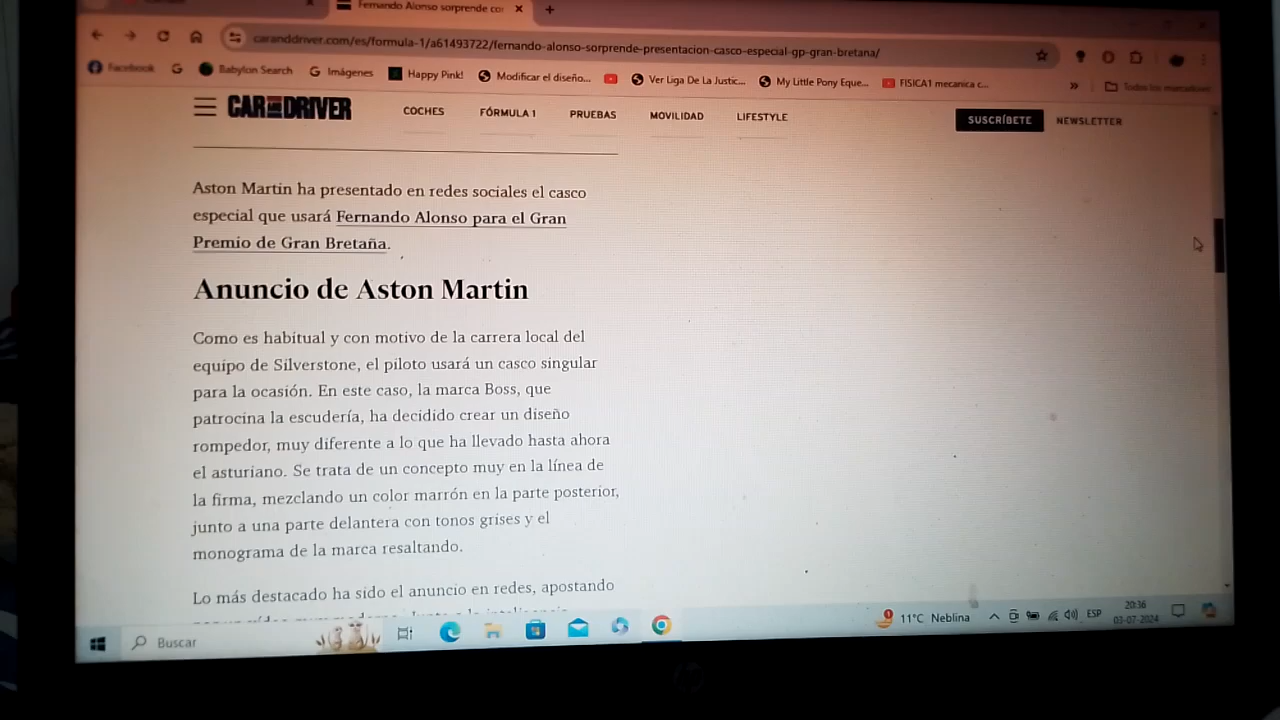 Fernando Alonso sorprende co
caranddriver.com/es/formula-1/a61493722/fernando-alonso-sorprende-presentacion-casco-especial-gp-gran-bretana/
Facebook Babylon Search Imágenes Happy Pink! Modificar el diseño... Ver Liga De La Justic... My Little Pony Eque... FISICA1 mecanica c... » Todos los marcadores
CAR AND DRIVER COCHES FÓRMULA 1 PRUEBAS MOVILIDAD LIFESTYLE SUSCRÍBETE NEWSLETTER
Aston Martin ha presentado en redes sociales el casco
especial que usará Fernando Alonso para el Gran
Premio de Gran Bretaña.
Anuncio de Aston Martin
Como es habitual y con motivo de la carrera local del
equipo de Silverstone, el piloto usará un casco singular
para la ocasión. En este caso, la marca Boss, que
patrocina la escudería, ha decidido crear un diseño
rompedor, muy diferente a lo que ha llevado hasta ahora
el asturiano. Se trata de un concepto muy en la línea de
la firma, mezclando un color marrón en la parte posterior,
junto a una parte delantera con tonos grises y el
monograma de la marca resaltando.
Lo más destacado ha sido el anuncio en redes, apostando
Buscar 11°C Neblina ESP 20:36
03-07-2024